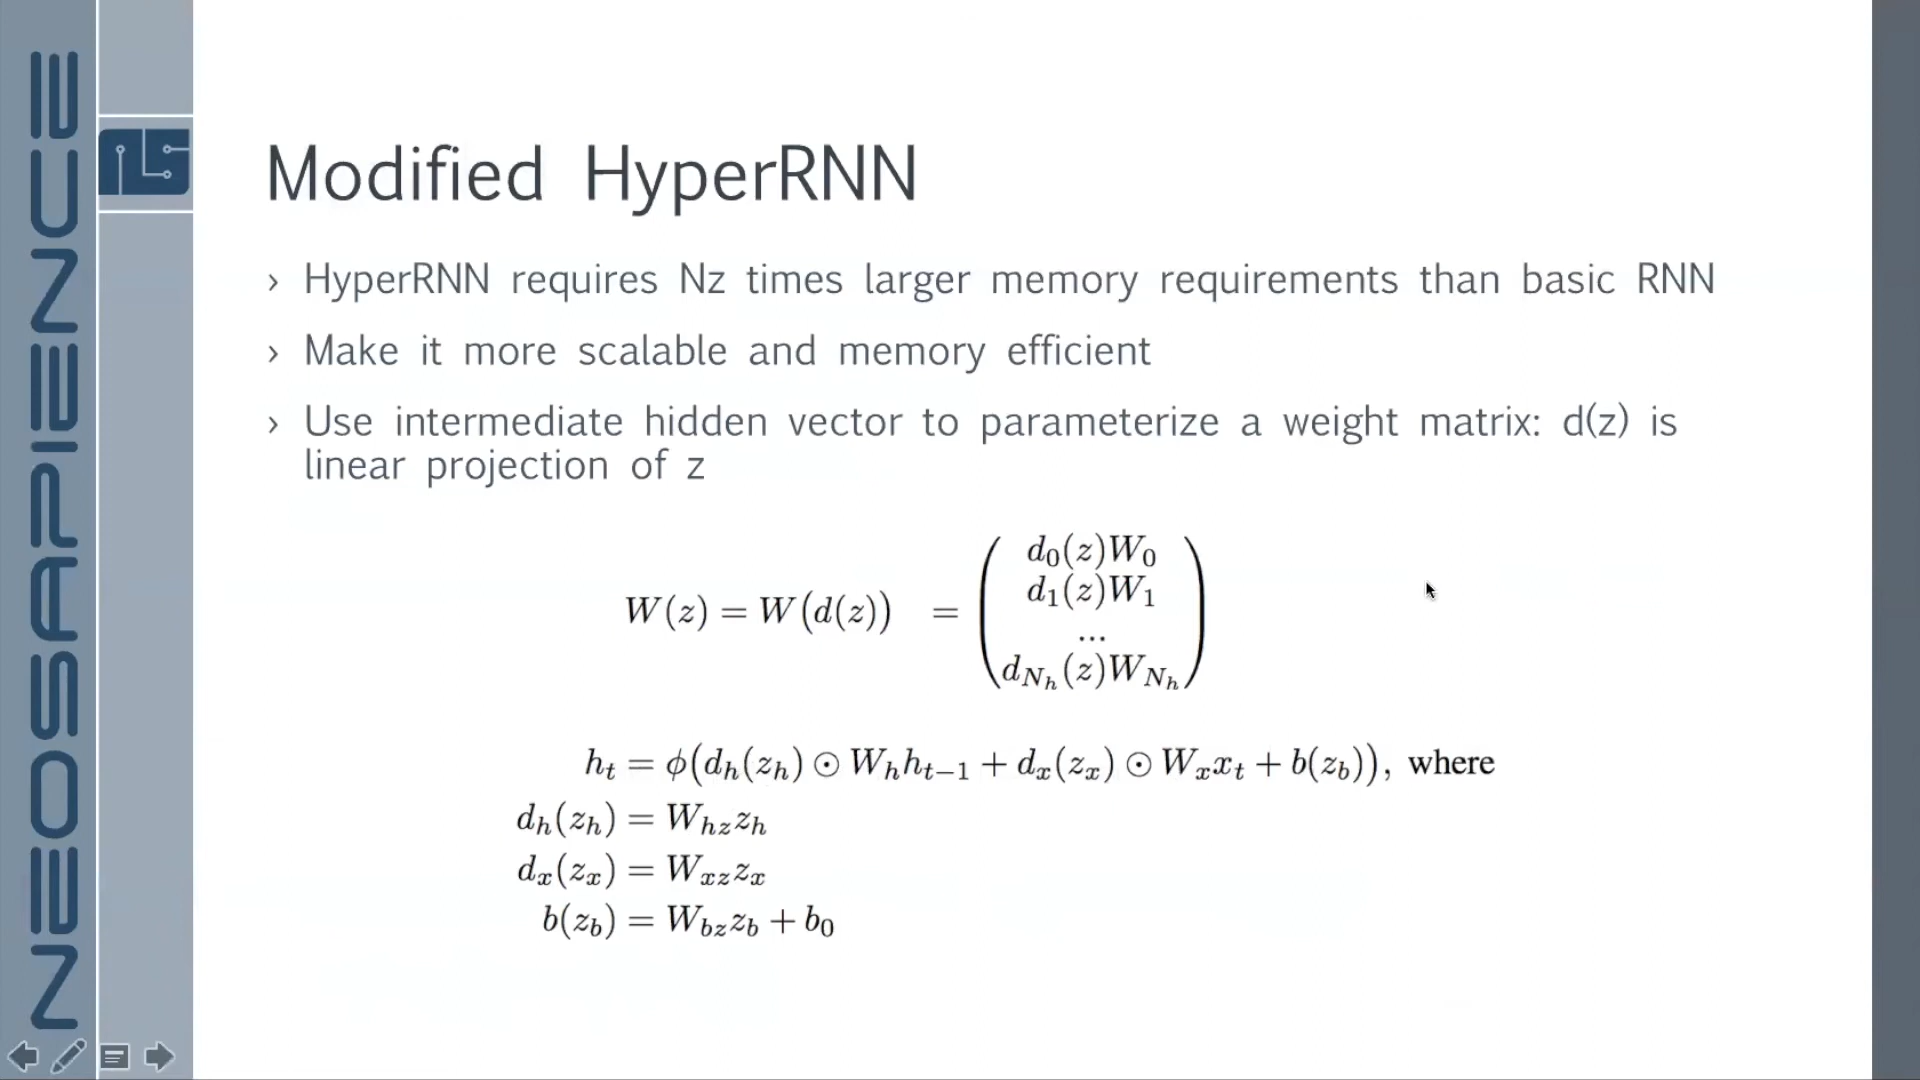 NEOSAPIENCE
Modified HyperRNN
› HyperRNN requires Nz times larger memory requirements than basic RNN
› Make it more scalable and memory efficient
› Use intermediate hidden vector to parameterize a weight matrix: d(z) is
linear projection of z
W(z) = W(d(z)) = ( d₀(z)W₀
d₁(z)W₁
...
d_{N_h}(z)W_{N_h} )
h_t = ϕ(d_h(z_h) ⊙ W_h h_{t−1} + d_x(z_x) ⊙ W_x x_t + b(z_b)), where
d_h(z_h) = W_{hz} z_h
d_x(z_x) = W_{xz} z_x
b(z_b) = W_{bz} z_b + b₀